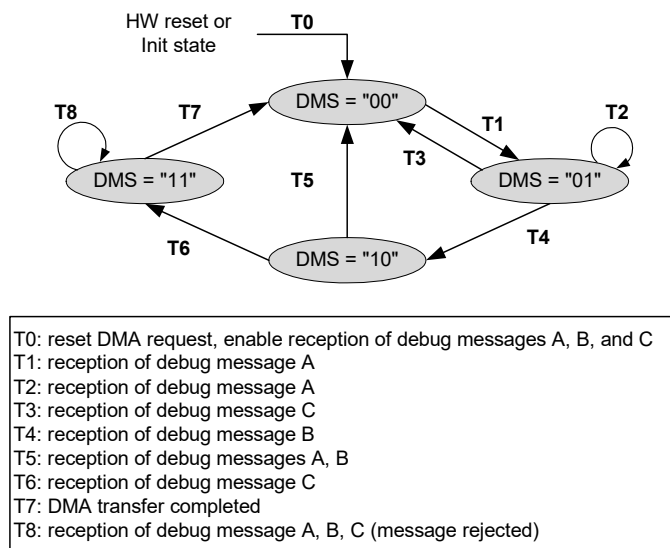 HW reset or
Init state
T0
DMS = "00"
T8
T7
T1
T2
T3
DMS = "11"
T5
DMS = "01"
T6
T4
DMS = "10"
T0: reset DMA request, enable reception of debug messages A, B, and C
T1: reception of debug message A
T2: reception of debug message A
T3: reception of debug message C
T4: reception of debug message B
T5: reception of debug messages A, B
T6: reception of debug message C
T7: DMA transfer completed
T8: reception of debug message A, B, C (message rejected)